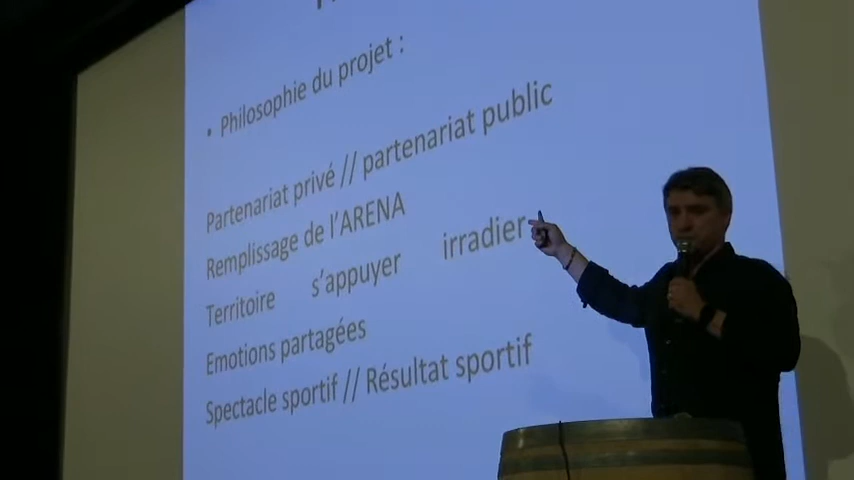 • Philosophie du projet :
Partenariat privé // partenariat public
Remplissage de l'ARENA
Territoire s'appuyer irradier
Emotions partagées
Spectacle sportif // Résultat sportif